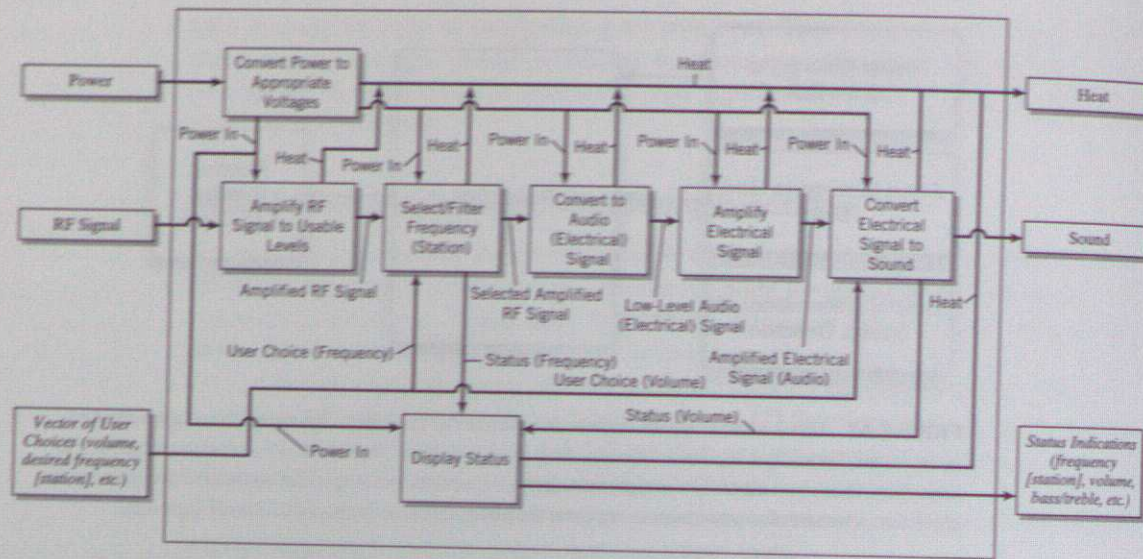 Convert Power to
Appropriate
Voltages
Heat
Power
Heat
Power In
Heat
Power In
Heat
Power In
Heat
Power In
Heat
Power In
Heat
RF Signal
Amplify RF
Signal to Usable
Levels
Select/Filter
Frequency
(Station)
Convert to
Audio
(Electrical)
Signal
Amplify
Electrical
Signal
Convert
Electrical
Signal to
Sound
Sound
Amplified RF Signal
Selected Amplified
RF Signal
Low-Level Audio
(Electrical) Signal
Heat
User Choice (Frequency)
Status (Frequency)
Amplified Electrical
Signal (Audio)
User Choice (Volume)
Status (Volume)
Vector of User
Choices (volume,
desired frequency
[station], etc.)
Power In
Display Status
Status Indications
(frequency
[station], volume,
bass/treble, etc.)